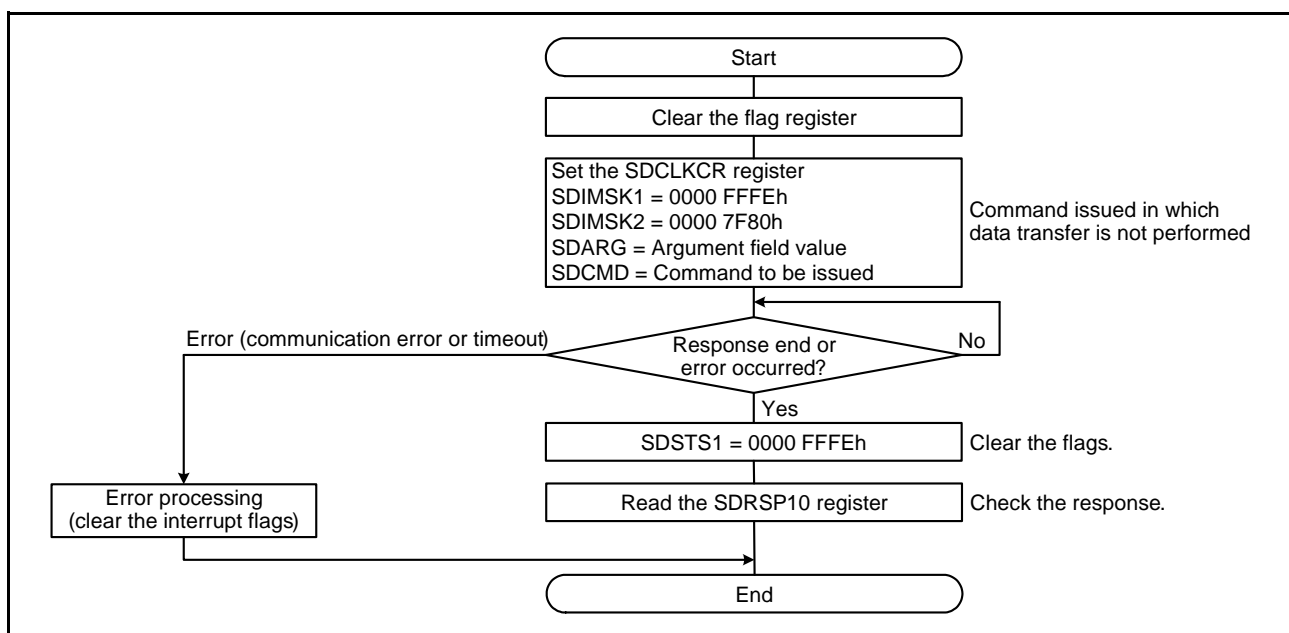 Start
Clear the flag register
Set the SDCLKCR register
SDIMSK1 = 0000 FFFEh
SDIMSK2 = 0000 7F80h
SDARG = Argument field value
SDCMD = Command to be issued
Command issued in which
data transfer is not performed
Error (communication error or timeout)
Response end or
error occurred?
No
Yes
SDSTS1 = 0000 FFFEh
Clear the flags.
Error processing
(clear the interrupt flags)
Read the SDRSP10 register
Check the response.
End